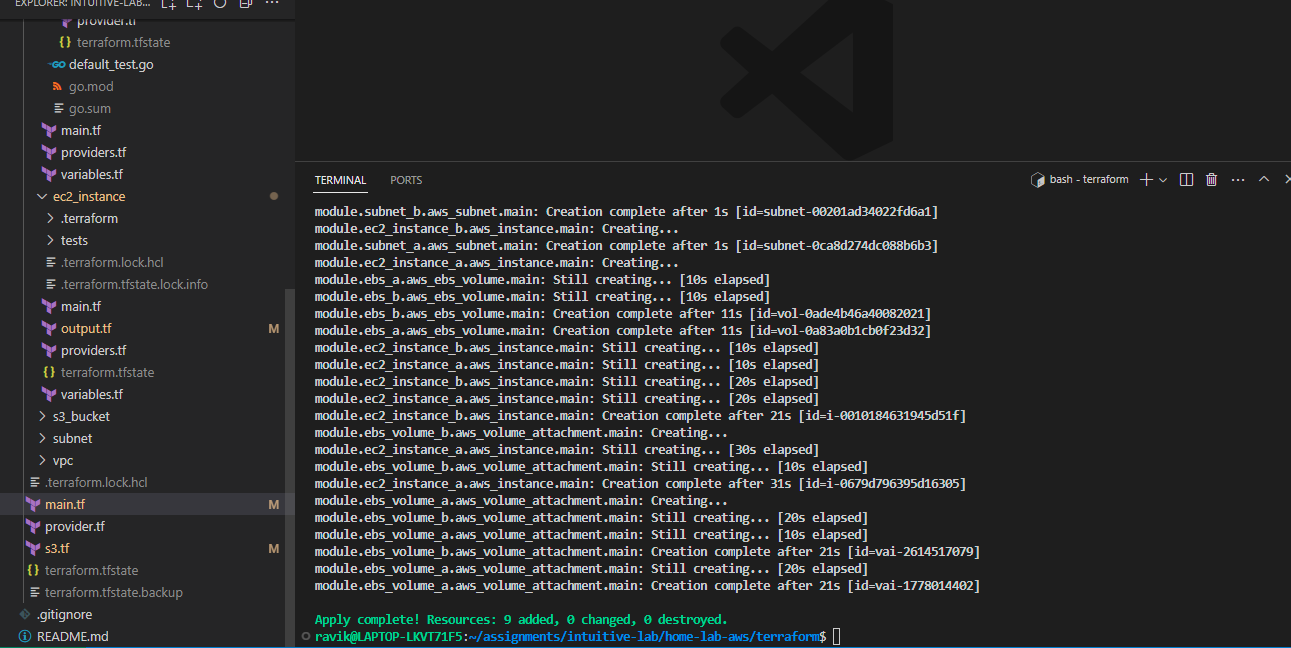 EXPLORER: INTUITIVE-LAB...
provider.tf
terraform.tfstate
default_test.go
go.mod
go.sum
main.tf
providers.tf
variables.tf
ec2_instance
.terraform
tests
.terraform.lock.hcl
.terraform.tfstate.lock.info
main.tf
output.tf M
providers.tf
terraform.tfstate
variables.tf
s3_bucket
subnet
vpc
.terraform.lock.hcl
main.tf M
provider.tf
s3.tf M
terraform.tfstate
terraform.tfstate.backup
.gitignore
README.md
TERMINAL PORTS bash - terraform
module.subnet_b.aws_subnet.main: Creation complete after 1s [id=subnet-00201ad34022fd6a1]
module.ec2_instance_b.aws_instance.main: Creating...
module.subnet_a.aws_subnet.main: Creation complete after 1s [id=subnet-0ca8d274dc088b6b3]
module.ec2_instance_a.aws_instance.main: Creating...
module.ebs_a.aws_ebs_volume.main: Still creating... [10s elapsed]
module.ebs_b.aws_ebs_volume.main: Still creating... [10s elapsed]
module.ebs_b.aws_ebs_volume.main: Creation complete after 11s [id=vol-0ade4b46a40082021]
module.ebs_a.aws_ebs_volume.main: Creation complete after 11s [id=vol-0a83a0b1cb0f23d32]
module.ec2_instance_b.aws_instance.main: Still creating... [10s elapsed]
module.ec2_instance_a.aws_instance.main: Still creating... [10s elapsed]
module.ec2_instance_b.aws_instance.main: Still creating... [20s elapsed]
module.ec2_instance_a.aws_instance.main: Still creating... [20s elapsed]
module.ec2_instance_b.aws_instance.main: Creation complete after 21s [id=i-0010184631945d51f]
module.ebs_volume_b.aws_volume_attachment.main: Creating...
module.ec2_instance_a.aws_instance.main: Still creating... [30s elapsed]
module.ebs_volume_b.aws_volume_attachment.main: Still creating... [10s elapsed]
module.ec2_instance_a.aws_instance.main: Creation complete after 31s [id=i-0679d796395d16305]
module.ebs_volume_a.aws_volume_attachment.main: Creating...
module.ebs_volume_b.aws_volume_attachment.main: Still creating... [20s elapsed]
module.ebs_volume_a.aws_volume_attachment.main: Still creating... [10s elapsed]
module.ebs_volume_b.aws_volume_attachment.main: Creation complete after 21s [id=vai-2614517079]
module.ebs_volume_a.aws_volume_attachment.main: Still creating... [20s elapsed]
module.ebs_volume_a.aws_volume_attachment.main: Creation complete after 21s [id=vai-1778014402]
Apply complete! Resources: 9 added, 0 changed, 0 destroyed.
ravik@LAPTOP-LKVT71F5:~/assignments/intuitive-lab/home-lab-aws/terraform$